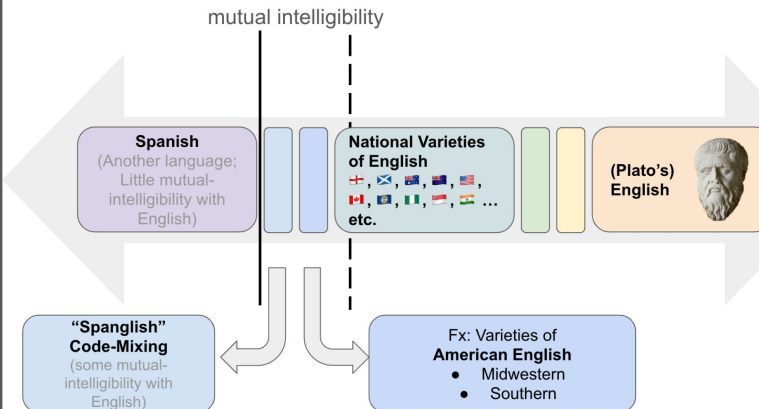 mutual intelligibility
Spanish
(Another language;
Little mutual-
intelligibility with
English)
National Varieties
of English
, , , , ,
, , , , ...
etc.
(Plato’s)
English
“Spanglish”
Code-Mixing
(some mutual-
intelligibility with
English)
Fx: Varieties of
American English
● Midwestern
● Southern